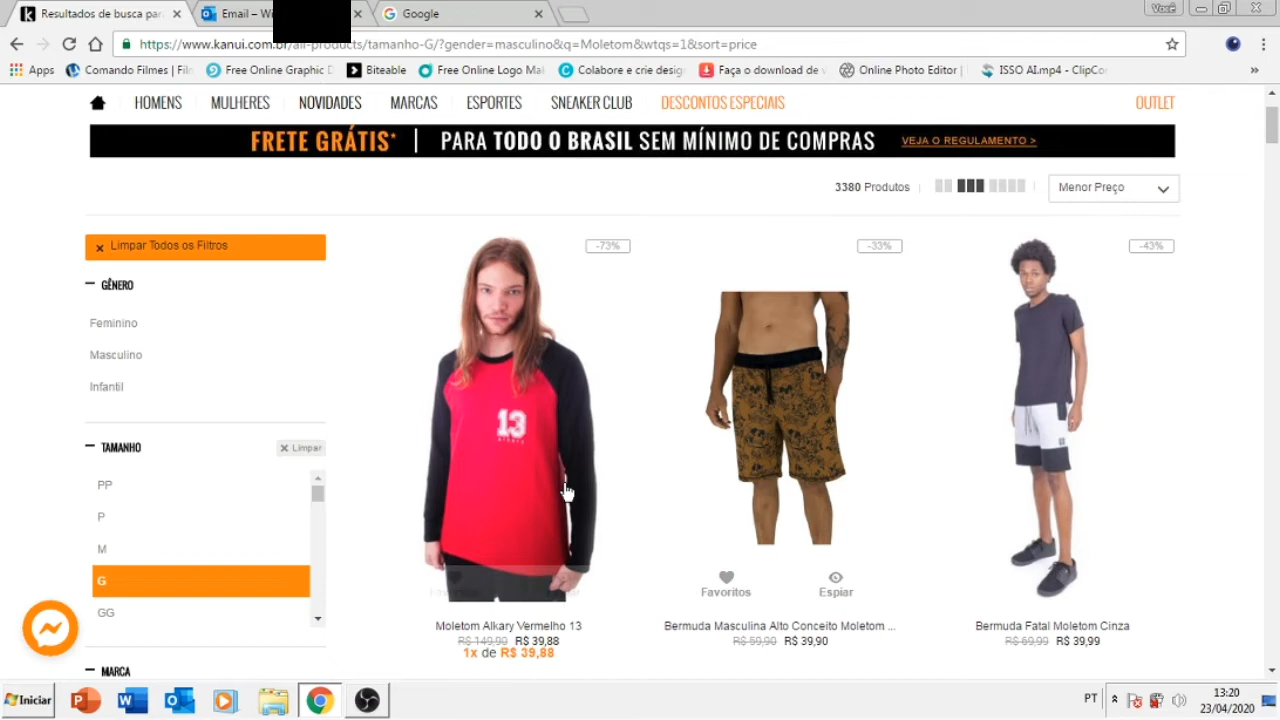 Resultados de busca para
Email – Wi
Google
https://www.kanui.com.br/all-products/tamanho-G/?gender=masculino&q=Moletom&wtqs=1&sort=price
Apps
Comando Filmes | Film
Free Online Graphic D
Biteable
Free Online Logo Mak
Colabore e crie design
Faça o download de
Online Photo Editor |
ISSO AI.mp4 - ClipCo
»
HOMENS
MULHERES
NOVIDADES
MARCAS
ESPORTES
SNEAKER CLUB
DESCONTOS ESPECIAIS
OUTLET
FRETE GRÁTIS* | PARA TODO O BRASIL SEM MÍNIMO DE COMPRAS VEJA O REGULAMENTO >
3380 Produtos
Menor Preço
Limpar Todos os Filtros
-73%
-33%
-43%
GÊNERO
Feminino
Masculino
Infantil
TAMANHO
Limpar
PP
P
M
G
GG
MARCA
13
Favoritos
Espiar
Moletom Alkary Vermelho 13
R$ 149,90 R$ 39,88
1x de R$ 39,88
Bermuda Masculina Alto Conceito Moletom ...
R$ 59,90 R$ 39,90
Bermuda Fatal Moletom Cinza
R$ 69,99 R$ 39,99
Iniciar
PT
13:20
23/04/2020